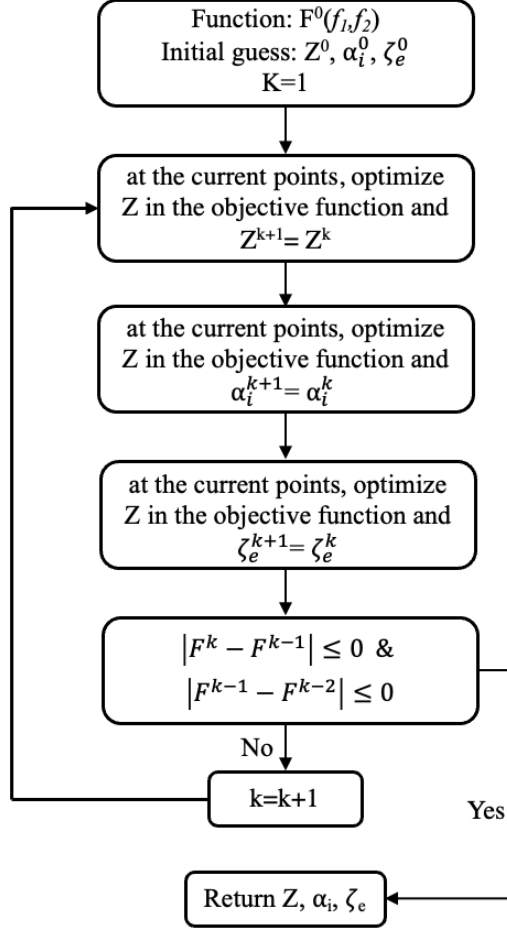 Function: F⁰(f₁,f₂)
Initial guess: Z⁰, αᵢ⁰, ζₑ⁰
K=1
at the current points, optimize
Z in the objective function and
Zᵏ⁺¹= Zᵏ
at the current points, optimize
Z in the objective function and
αᵢᵏ⁺¹= αᵢᵏ
at the current points, optimize
Z in the objective function and
ζₑᵏ⁺¹= ζₑᵏ
|Fᵏ − Fᵏ⁻¹| ≤ 0 &
|Fᵏ⁻¹ − Fᵏ⁻²| ≤ 0
No
k=k+1
Yes
Return Z, αᵢ, ζₑ